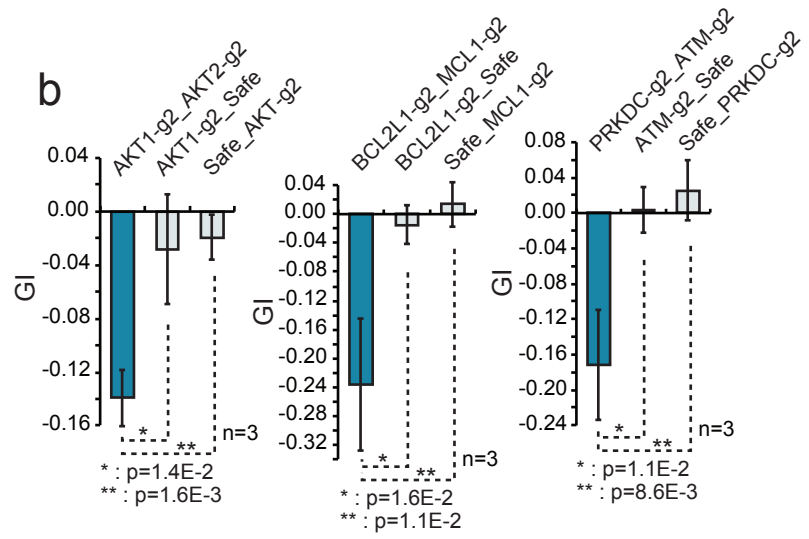 b
AKT1-g2_AKT2-g2
AKT1-g2_Safe
Safe_AKT-g2
0.04
0.00
-0.04
-0.08
-0.12
-0.16
GI
*
**
n=3
* : p=1.4E-2
** : p=1.6E-3
BCL2L1-g2_MCL1-g2
BCL2L1-g2_Safe
Safe_MCL1-g2
0.04
0.00
-0.04
-0.08
-0.12
-0.16
-0.20
-0.24
-0.28
-0.32
GI
*
**
n=3
* : p=1.6E-2
** : p=1.1E-2
PRKDC-g2_ATM-g2
ATM-g2_Safe
Safe_PRKDC-g2
0.08
0.04
0.00
-0.04
-0.08
-0.12
-0.16
-0.20
-0.24
GI
*
**
n=3
* : p=1.1E-2
** : p=8.6E-3